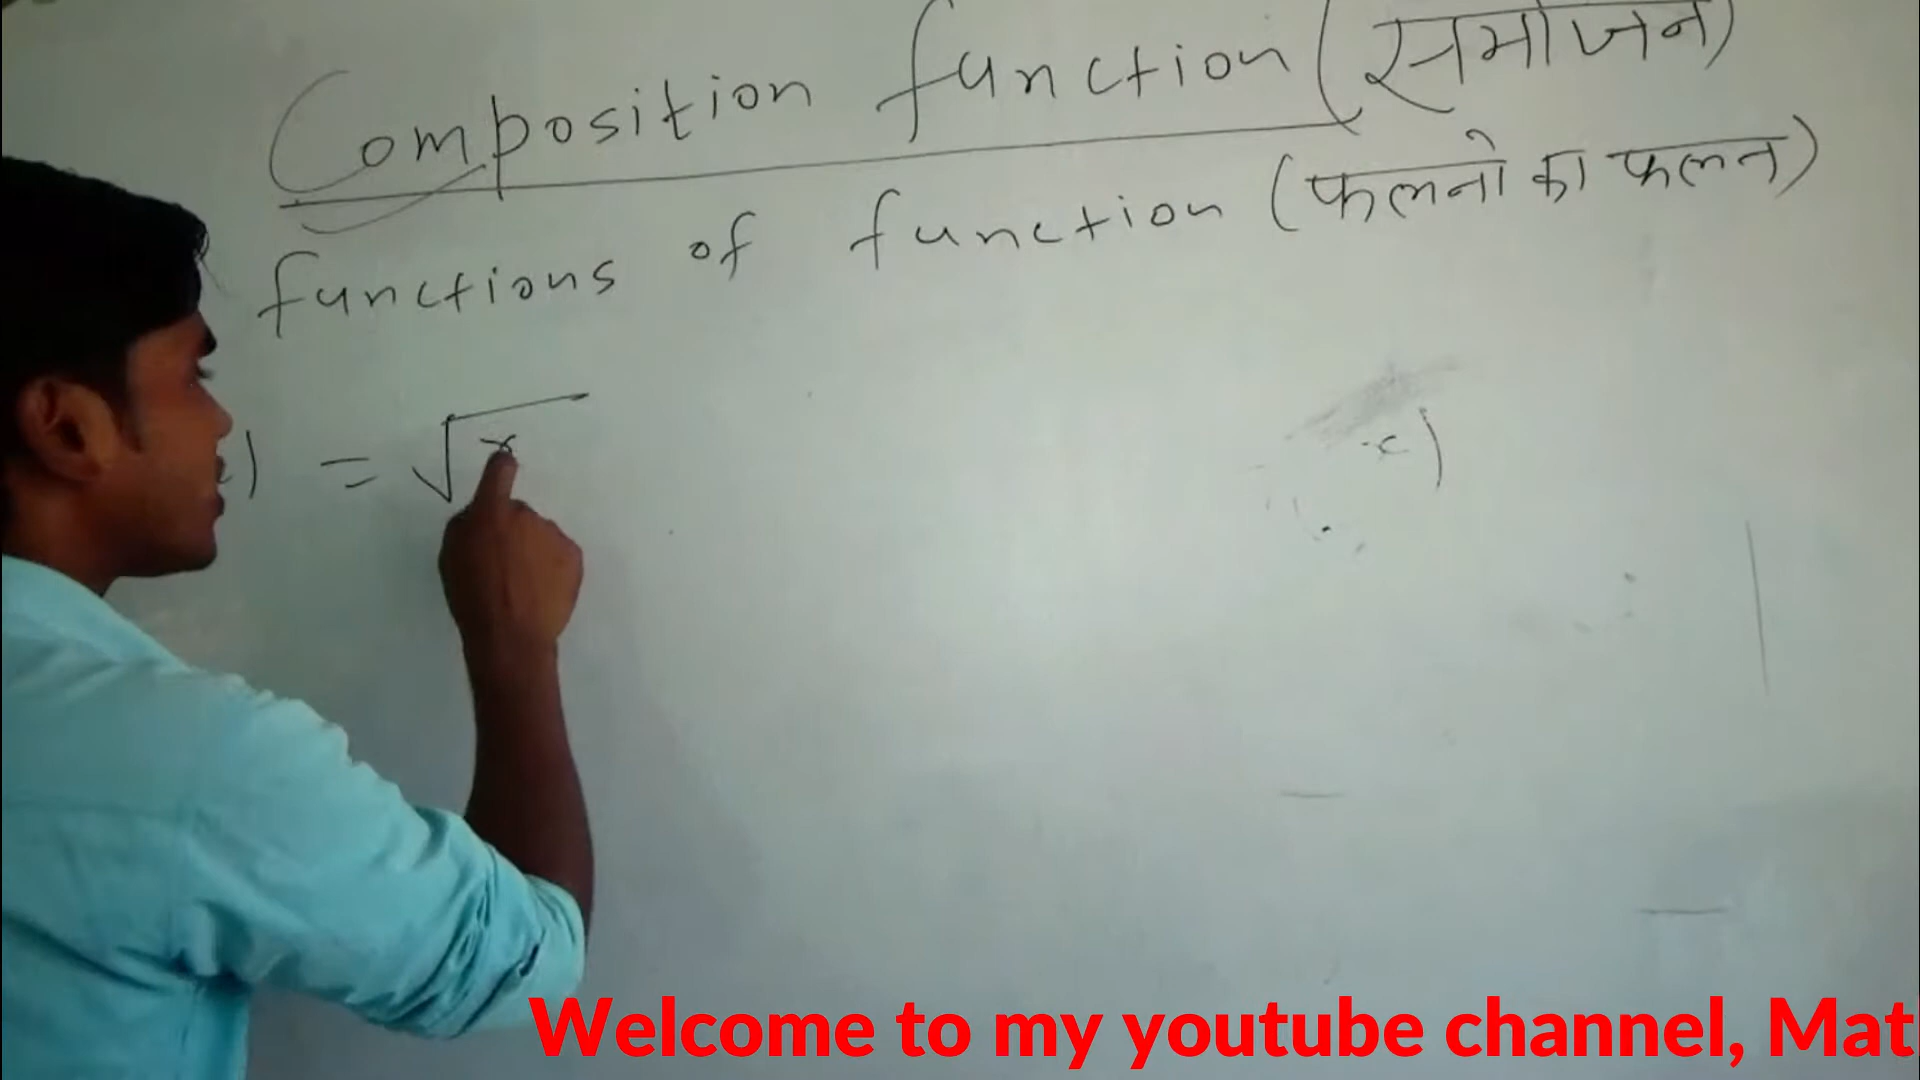 Composition function (समोजन)
functions of function (फलनो का फलन)
) = √x
x)
Welcome to my youtube channel, Mat